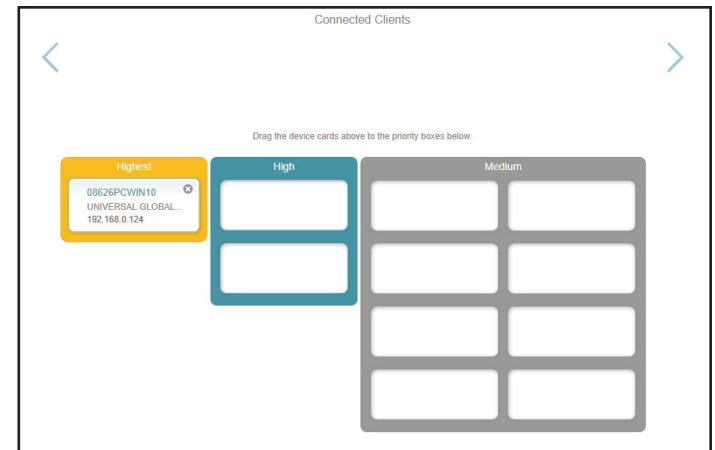 Connected Clients
Drag the device cards above to the priority boxes below.
Highest
High
Medium
08626PCWIN10
UNIVERSAL GLOBAL...
192.168.0.124